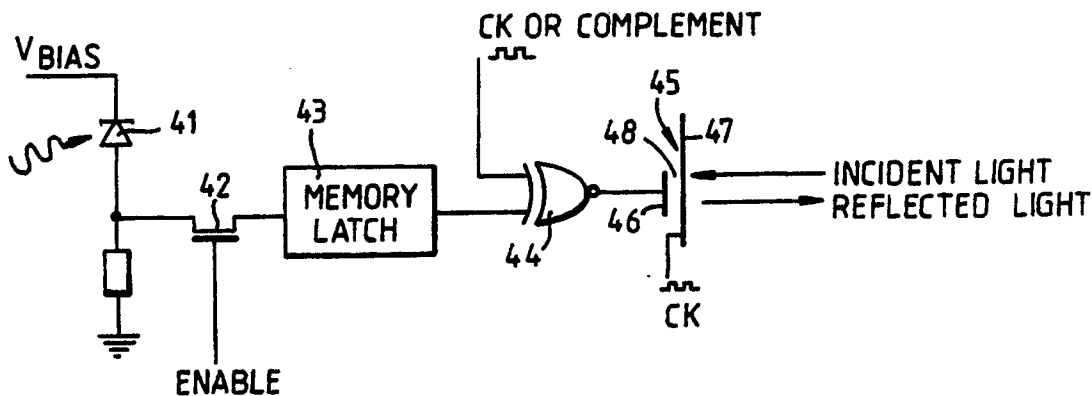 CK OR COMPLEMENT
V BIAS
41
43
45
47
48
42
MEMORY
LATCH
INCIDENT LIGHT
REFLECTED LIGHT
46
44
CK
ENABLE